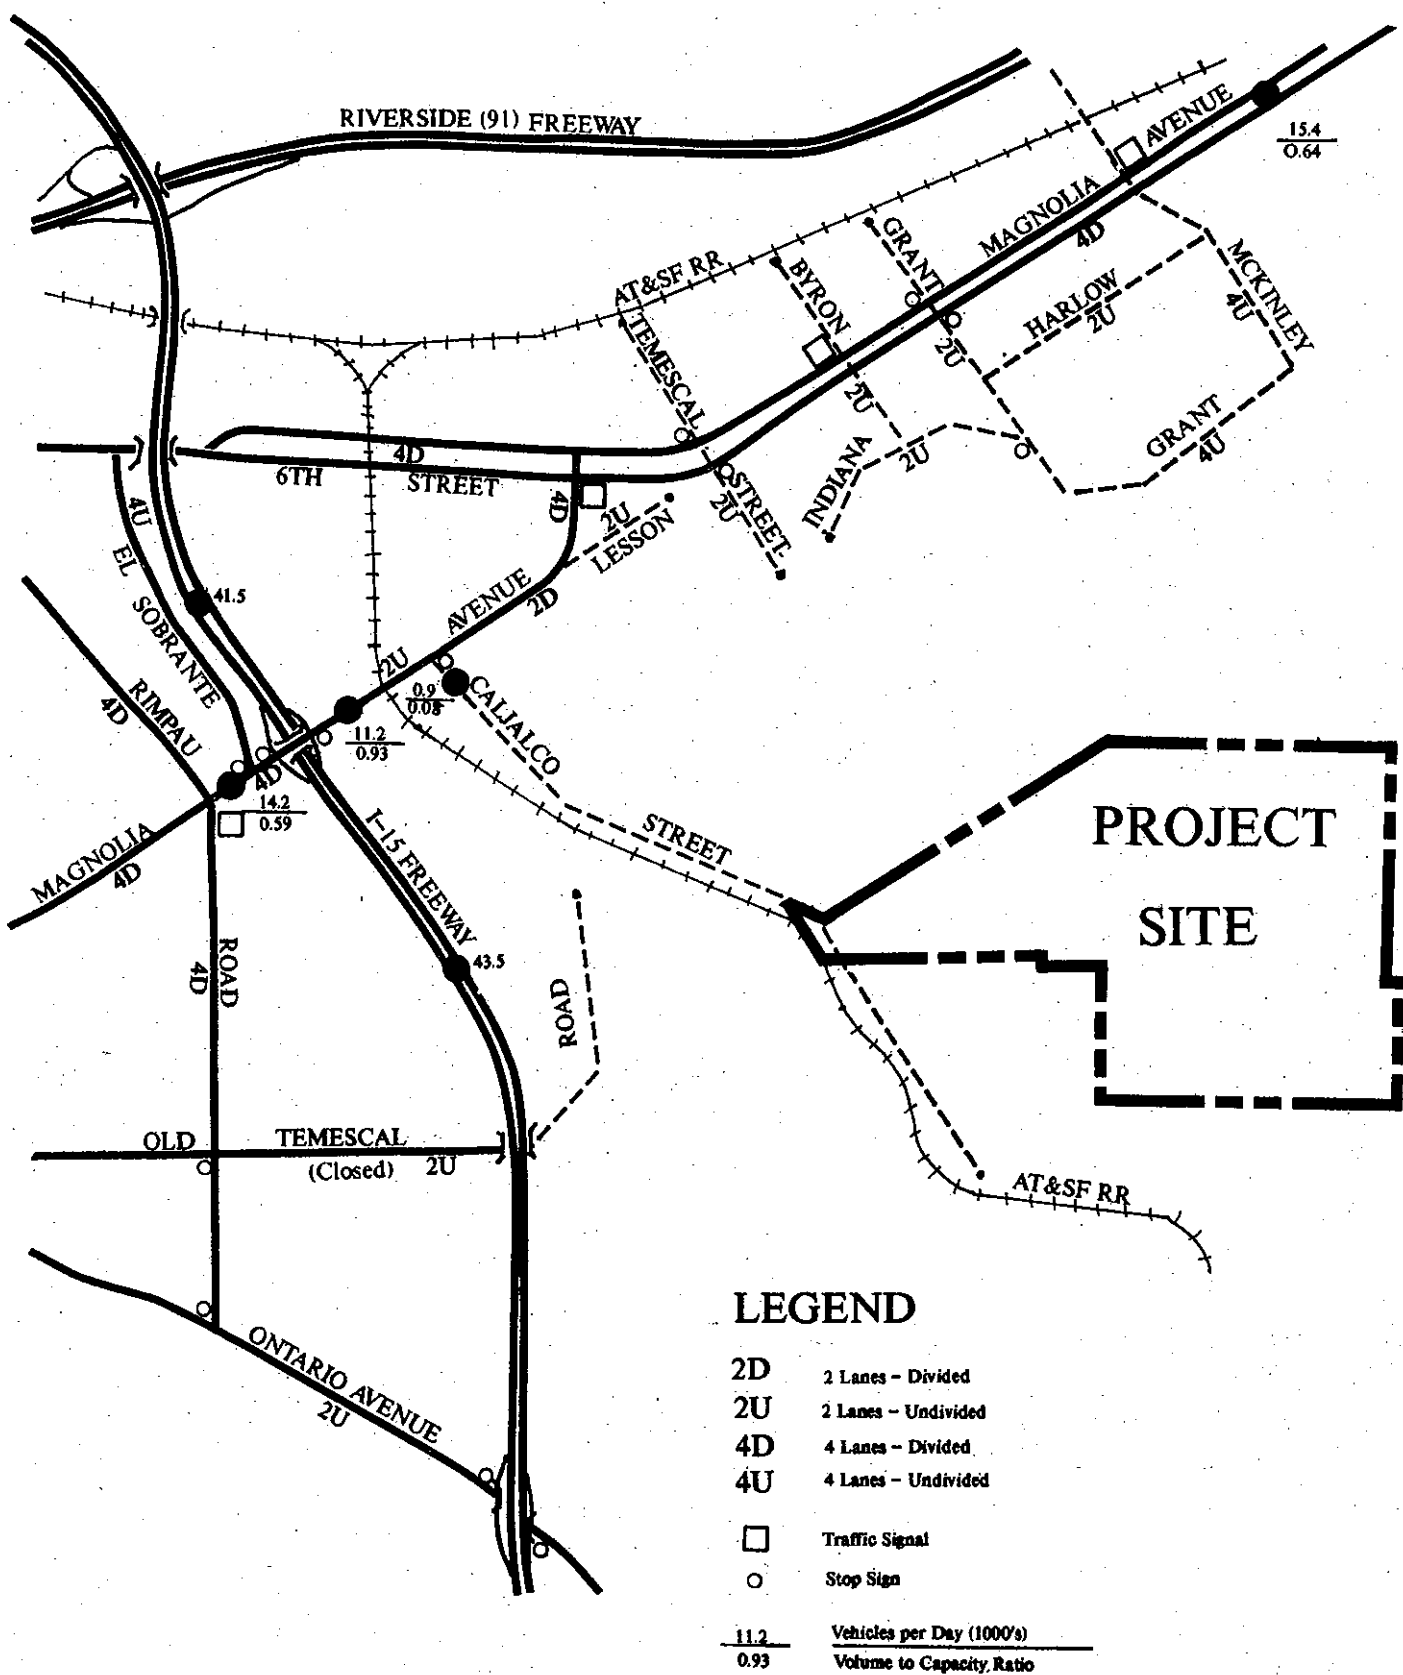 RIVERSIDE (91) FREEWAY
AVENUE
15.4
0.64
MAGNOLIA
4D
GRANT
MCKINLEY
4U
AT&SF RR
BYRON
HARLOW
2U
TEMESCAL
2U
2U
GRANT
4U
INDIANA
2U
4D
6TH
STREET
4D
STREET
2U
4U
2U
LESSON
EL
SOBRANTE
41.5
AVENUE
2D
2U
RIMPAU
4D
0.9
0.08
CALJALCO
11.2
0.93
4D
14.2
0.59
MAGNOLIA
4D
I-15 FREEWAY
STREET
PROJECT
SITE
ROAD
4D
43.5
ROAD
OLD
TEMESCAL
(Closed)
2U
AT&SF RR
ONTARIO AVENUE
2U
LEGEND
2D 2 Lanes - Divided
2U 2 Lanes - Undivided
4D 4 Lanes - Divided
4U 4 Lanes - Undivided
Traffic Signal
Stop Sign
11.2 Vehicles per Day (1000's)
0.93 Volume to Capacity Ratio